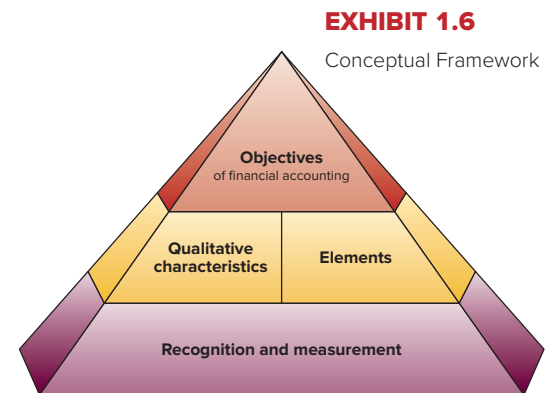 EXHIBIT 1.6
Conceptual Framework
Objectives
of financial accounting
Qualitative
characteristics
Elements
Recognition and measurement